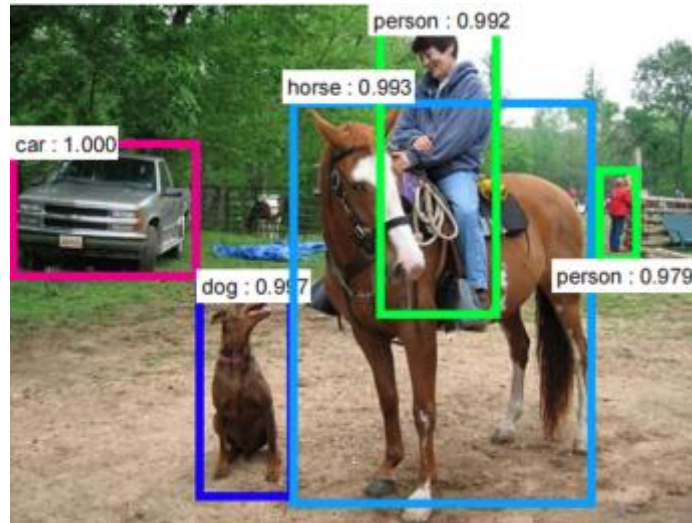 person : 0.992
horse : 0.993
car : 1.000
dog : 0.997
person : 0.979